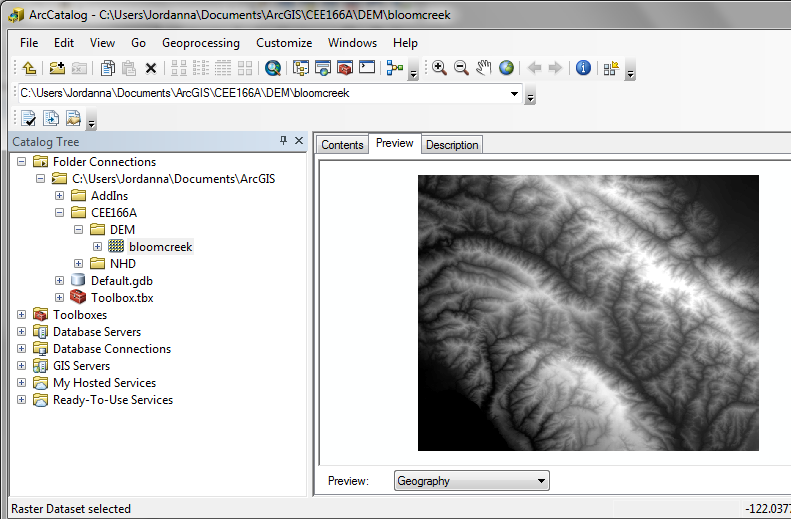 ArcCatalog - C:\Users\Jordanna\Documents\ArcGIS\CEE166A\DEM\bloomcreek
File Edit View Go Geoprocessing Customize Windows Help
C:\Users\Jordanna\Documents\ArcGIS\CEE166A\DEM\bloomcreek
Catalog Tree
Folder Connections
C:\Users\Jordanna\Documents\ArcGIS
AddIns
CEE166A
DEM
bloomcreek
NHD
Default.gdb
Toolbox.tbx
Toolboxes
Database Servers
Database Connections
GIS Servers
My Hosted Services
Ready-To-Use Services
Contents Preview Description
Preview: Geography
Raster Dataset selected
-122.0377